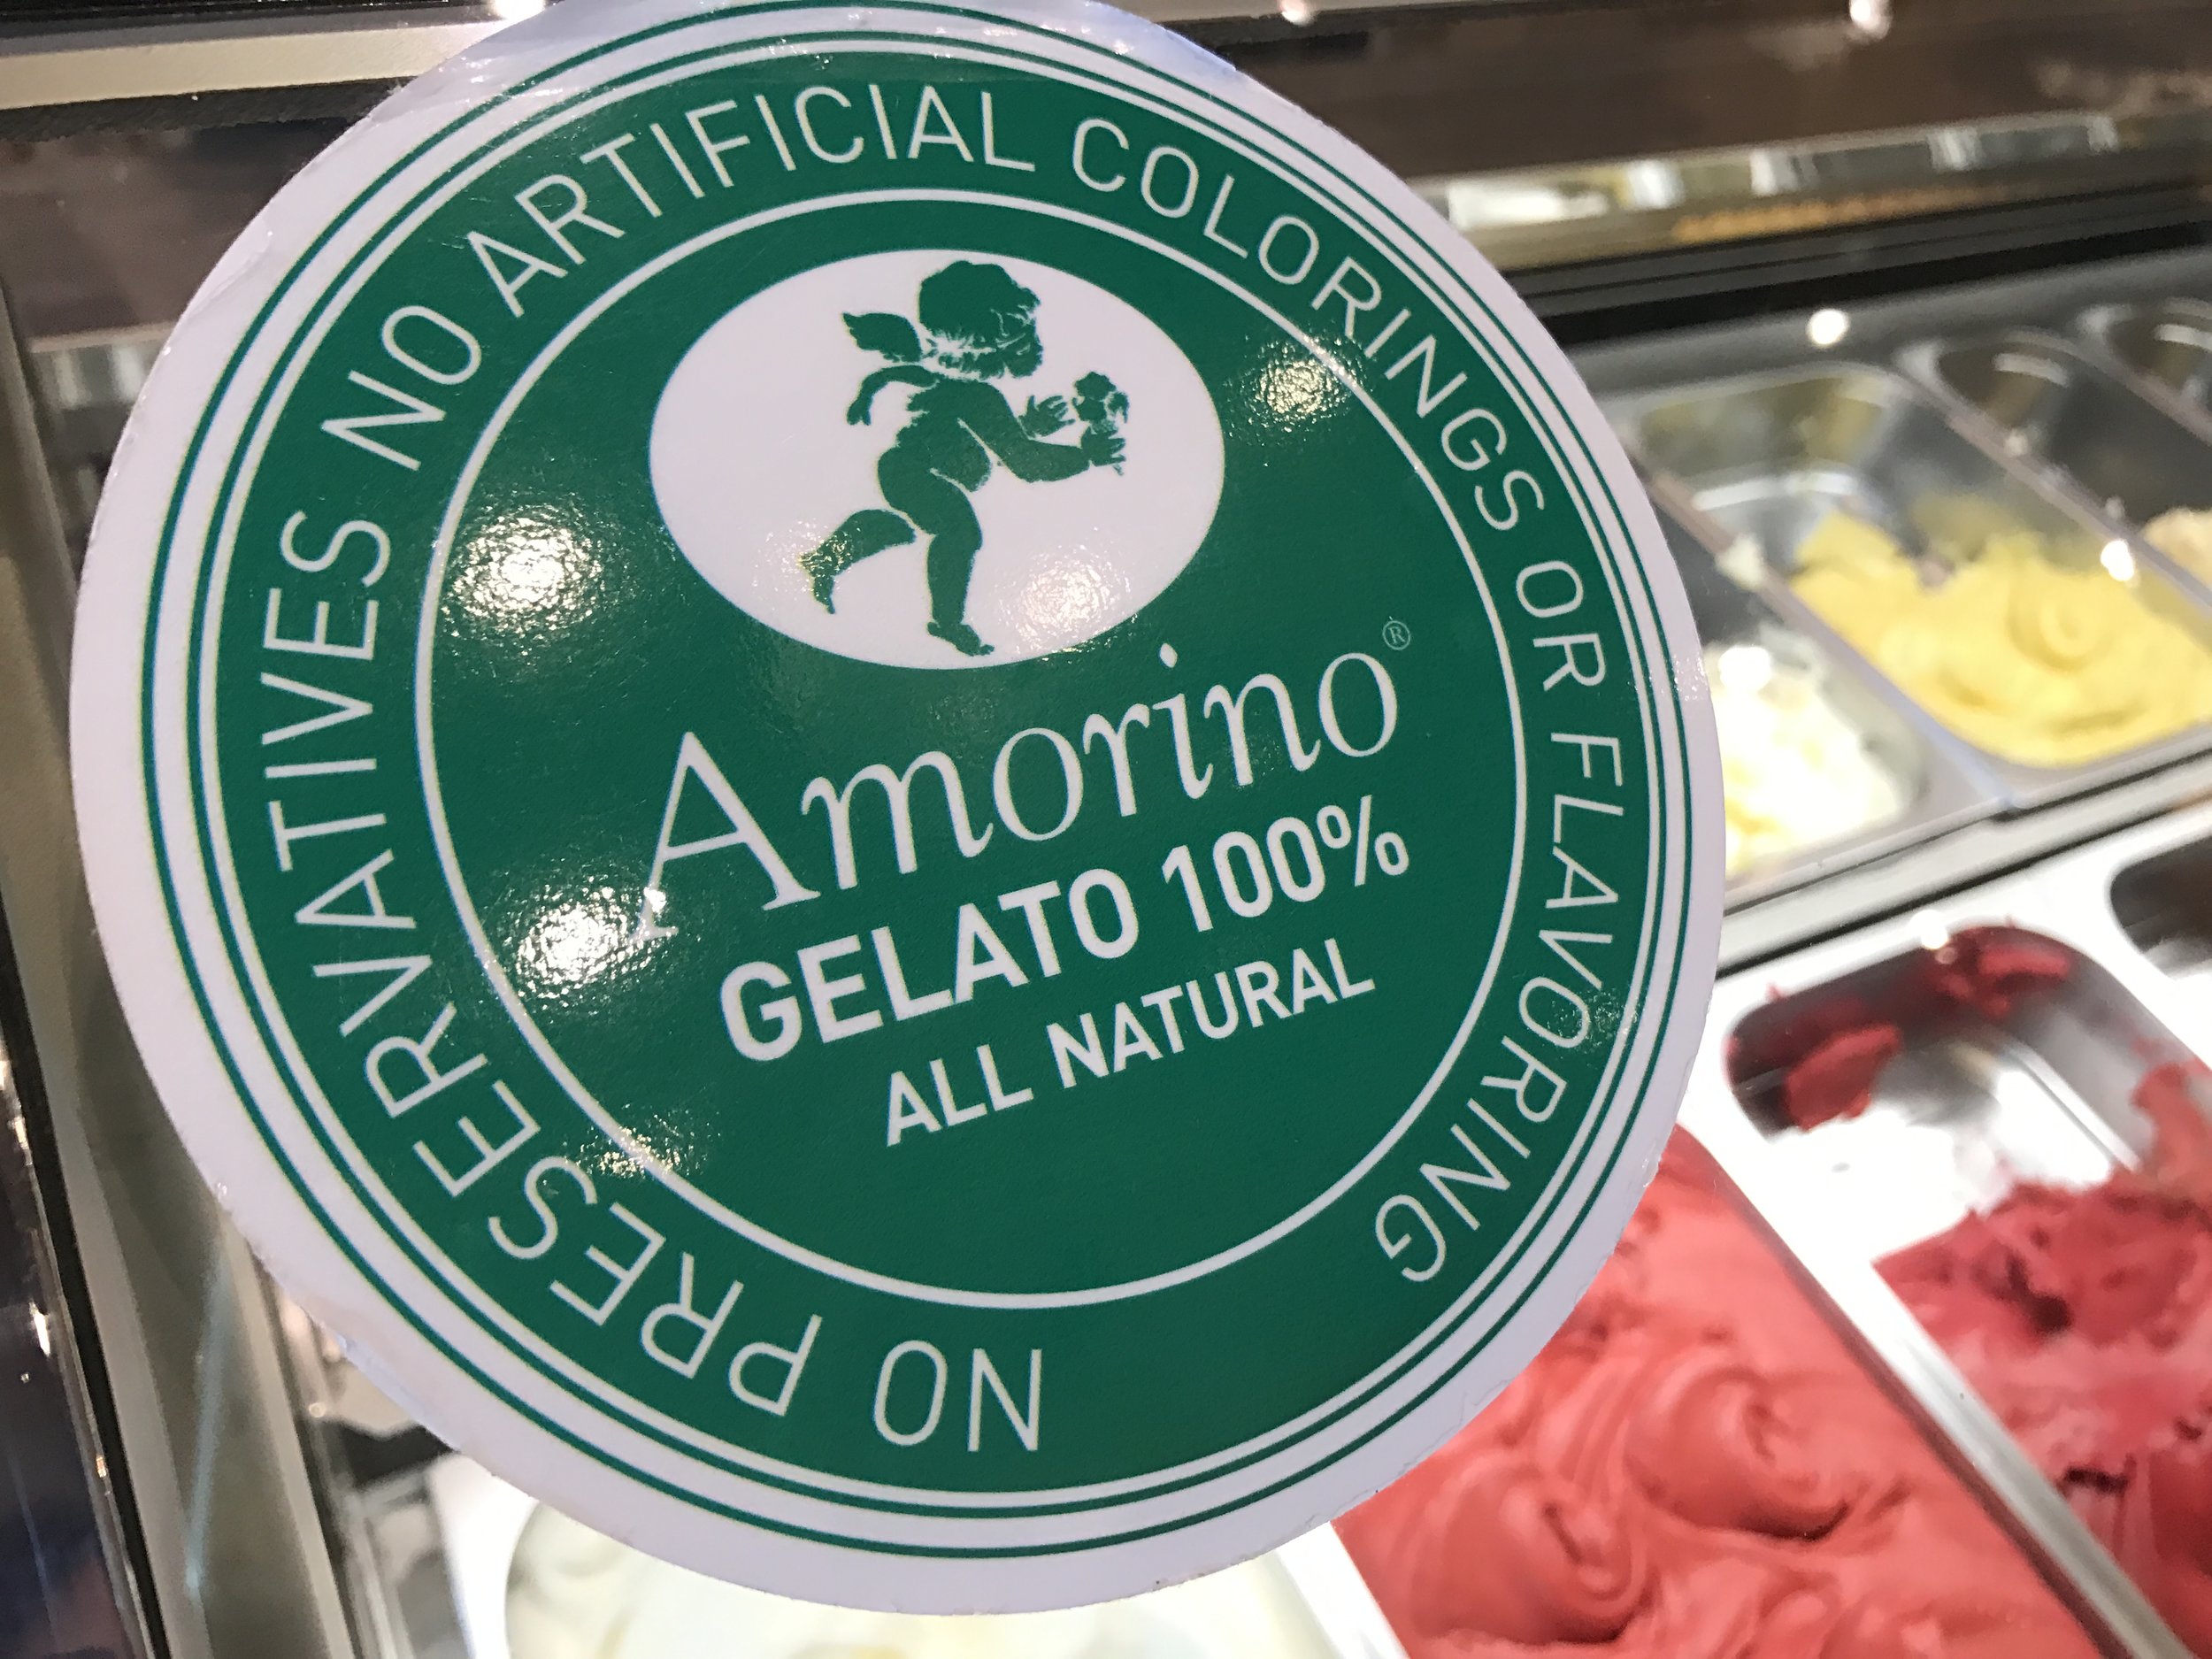 NO PRESERVATIVES NO ARTIFICIAL COLORINGS OR FLAVORING
Amorino®
GELATO 100%
ALL NATURAL